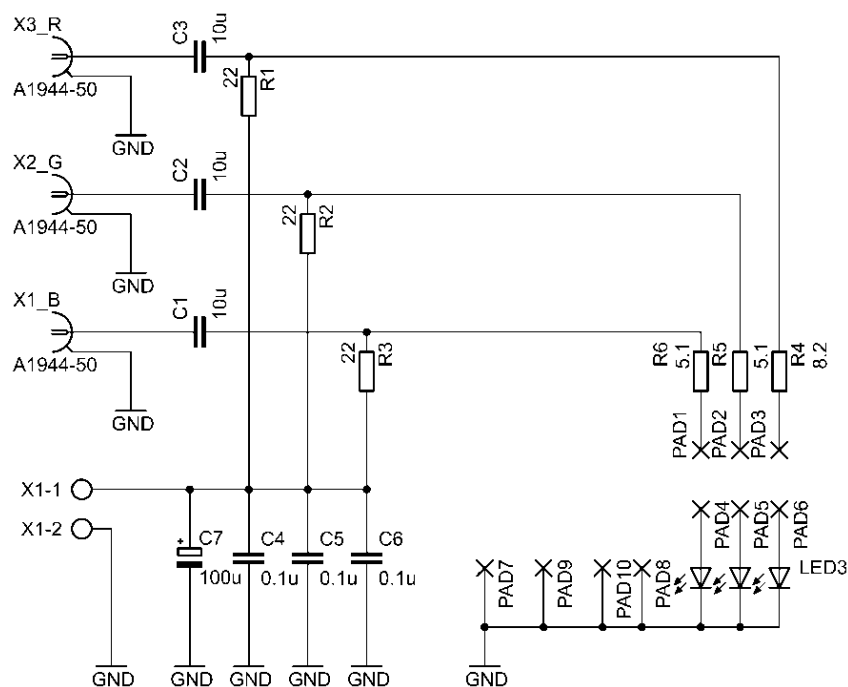 X3_R
C3
10u
22
R1
A1944-50
GND
X2_G
C2
10u
22
R2
A1944-50
GND
X1_B
C1
10u
22
R3
A1944-50
GND
R6
5.1
R5
5.1
R4
8.2
PAD1
PAD2
PAD3
X1-1
X1-2
C7
100u
C4
0.1u
C5
0.1u
C6
0.1u
PAD4
PAD5
PAD6
PAD7
PAD9
PAD10
PAD8
LED3
GND
GND
GND
GND
GND
GND